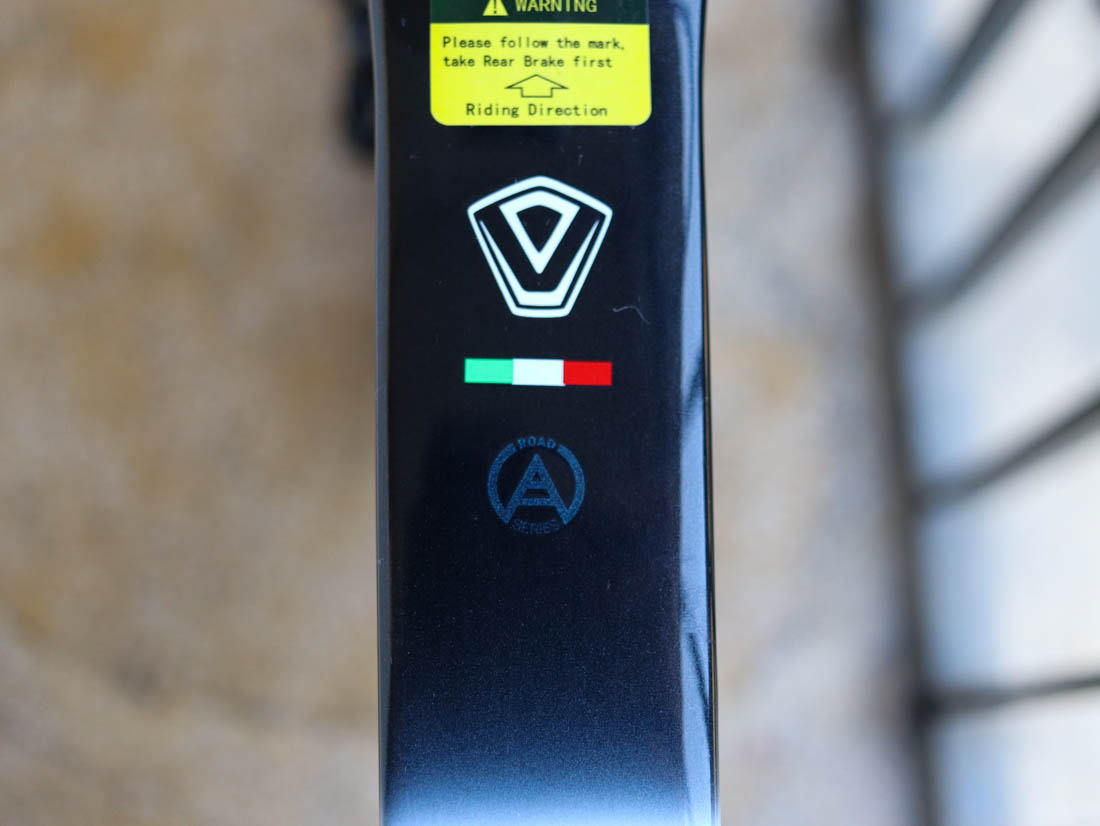 WARNING
Please follow the mark,
take Rear Brake first
Riding Direction
ROAD
A
SERIES